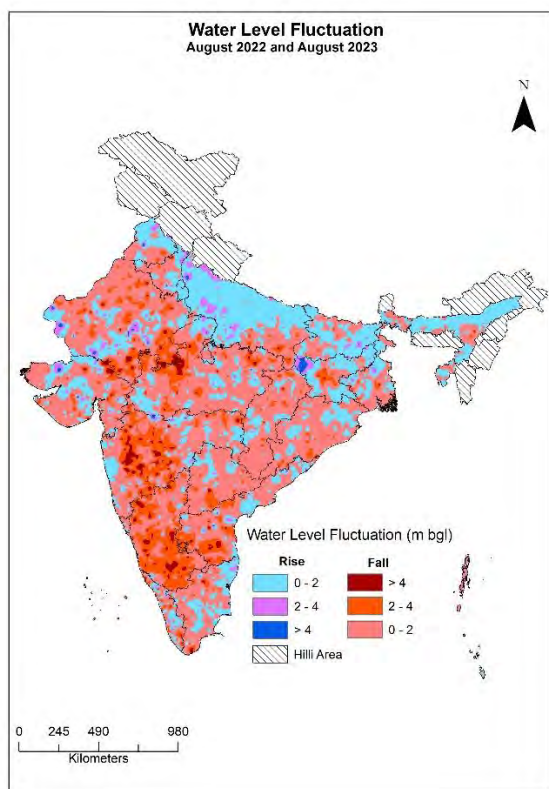 Water Level Fluctuation
August 2022 and August 2023
N
Water Level Fluctuation (m bgl)
Rise Fall
0 - 2 > 4
2 - 4 2 - 4
> 4 0 - 2
Hilli Area
0 245 490 980
Kilometers